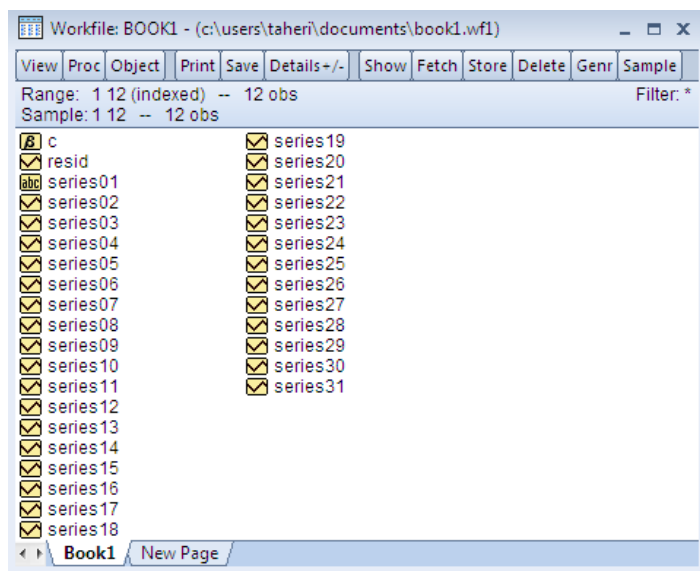 Workfile: BOOK1 - (c:\users\taheri\documents\book1.wf1)
View Proc Object Print Save Details+/- Show Fetch Store Delete Genr Sample
Range: 1 12 (indexed) -- 12 obs Filter: *
Sample: 1 12 -- 12 obs
β c
resid
abc series01
series02
series03
series04
series05
series06
series07
series08
series09
series10
series11
series12
series13
series14
series15
series16
series17
series18
series19
series20
series21
series22
series23
series24
series25
series26
series27
series28
series29
series30
series31
Book1 New Page